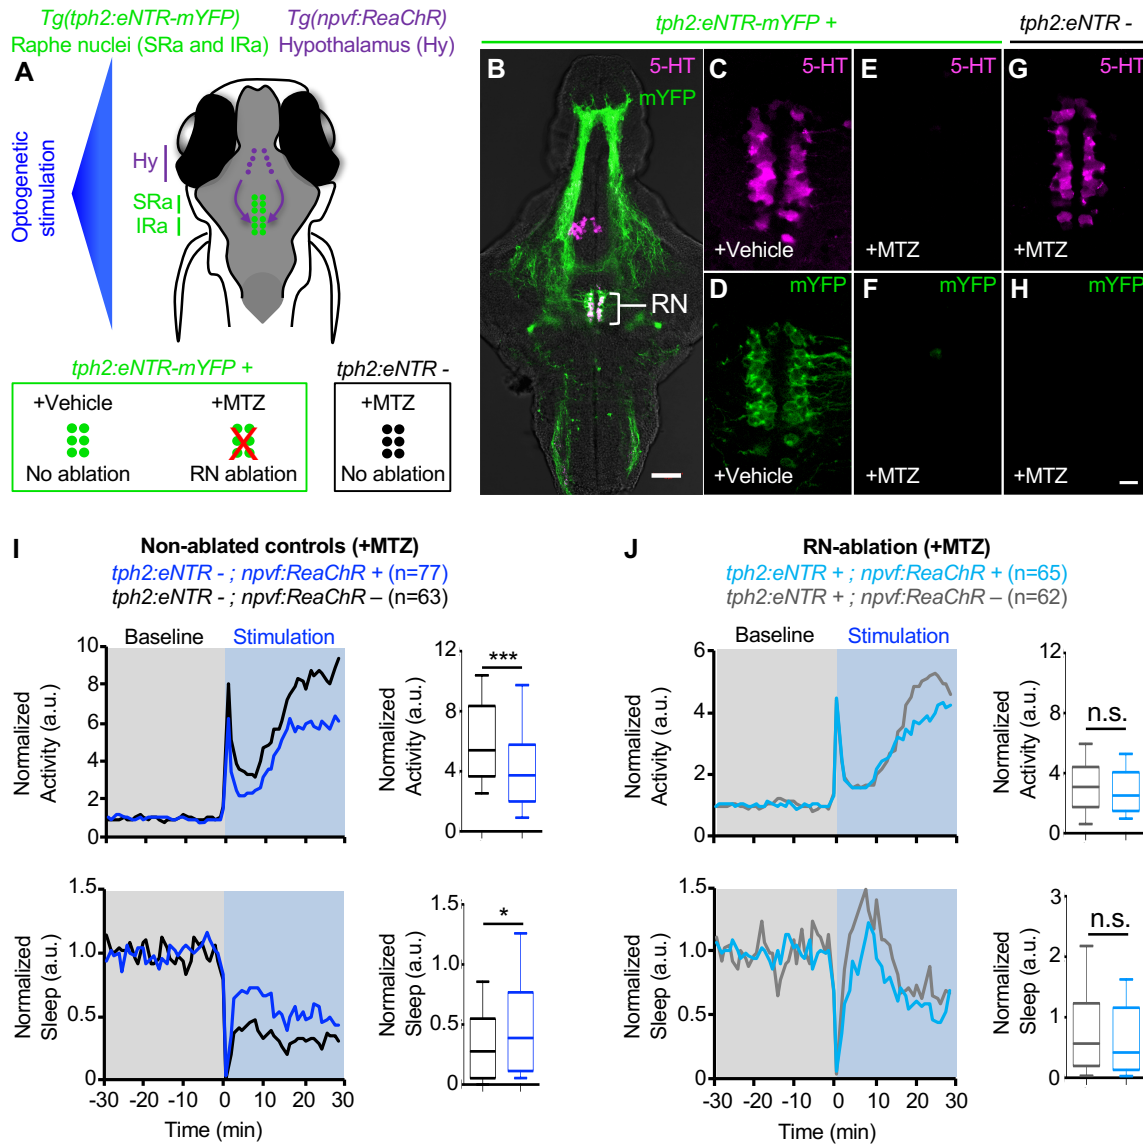 Tg(tph2:eNTR-mYFP)
Tg(npvf:ReaChR)
Raphe nuclei (SRa and IRa)
Hypothalamus (Hy)
A
Optogenetic
stimulation
Hy
SRa
IRa
tph2:eNTR-mYFP +
tph2:eNTR -
+Vehicle
+MTZ
+MTZ
No ablation
RN ablation
No ablation
tph2:eNTR-mYFP +
tph2:eNTR -
B
5-HT
mYFP
RN
C
5-HT
+Vehicle
E
5-HT
+MTZ
G
5-HT
+MTZ
D
mYFP
+Vehicle
F
mYFP
+MTZ
H
mYFP
+MTZ
I
Non-ablated controls (+MTZ)
tph2:eNTR - ; npvf:ReaChR + (n=77)
tph2:eNTR - ; npvf:ReaChR – (n=63)
Baseline
Stimulation
Normalized
Activity (a.u.)
10
8
6
4
2
0
Normalized
Activity (a.u.)
12
8
4
0
***
Normalized
Sleep (a.u.)
1.5
1.0
0.5
0
-30
-20
-10
0
10
20
30
Time (min)
Normalized
Sleep (a.u.)
1.5
1.0
0.5
0
*
J
RN-ablation (+MTZ)
tph2:eNTR + ; npvf:ReaChR + (n=65)
tph2:eNTR + ; npvf:ReaChR – (n=62)
Baseline
Stimulation
Normalized
Activity (a.u.)
6
4
2
0
Normalized
Activity (a.u.)
12
8
4
0
n.s.
Normalized
Sleep (a.u.)
1.5
1.0
0.5
0
-30
-20
-10
0
10
20
30
Time (min)
Normalized
Sleep (a.u.)
3
2
1
0
n.s.